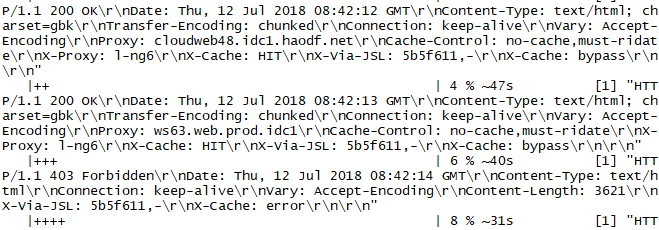 P/1.1 200 OK\r\nDate: Thu, 12 Jul 2018 08:42:12 GMT\r\nContent-Type: text/html; ch
arset=gbk\r\nTransfer-Encoding: chunked\r\nConnection: keep-alive\r\nVary: Accept-
Encoding\r\nProxy: cloudweb48.idc1.haodf.net\r\nCache-Control: no-cache,must-ridat
e\r\nX-Proxy: l-ng6\r\nX-Cache: HIT\r\nX-Via-JSL: 5b5f611,-\r\nX-Cache: bypass\r\n
\r\n"
|++ | 4 % ~47s [1] "HTT
P/1.1 200 OK\r\nDate: Thu, 12 Jul 2018 08:42:13 GMT\r\nContent-Type: text/html; ch
arset=gbk\r\nTransfer-Encoding: chunked\r\nConnection: keep-alive\r\nVary: Accept-
Encoding\r\nProxy: ws63.web.prod.idc1\r\nCache-Control: no-cache,must-ridate\r\nX-
Proxy: l-ng6\r\nX-Cache: HIT\r\nX-Via-JSL: 5b5f611,-\r\nX-Cache: bypass\r\n\r\n"
|+++ | 6 % ~40s [1] "HTT
P/1.1 403 Forbidden\r\nDate: Thu, 12 Jul 2018 08:42:14 GMT\r\nContent-Type: text/h
tml\r\nConnection: keep-alive\r\nVary: Accept-Encoding\r\nContent-Length: 3621\r\n
X-Via-JSL: 5b5f611,-\r\nX-Cache: error\r\n\r\n"
|++++ | 8 % ~31s [1] "HTT